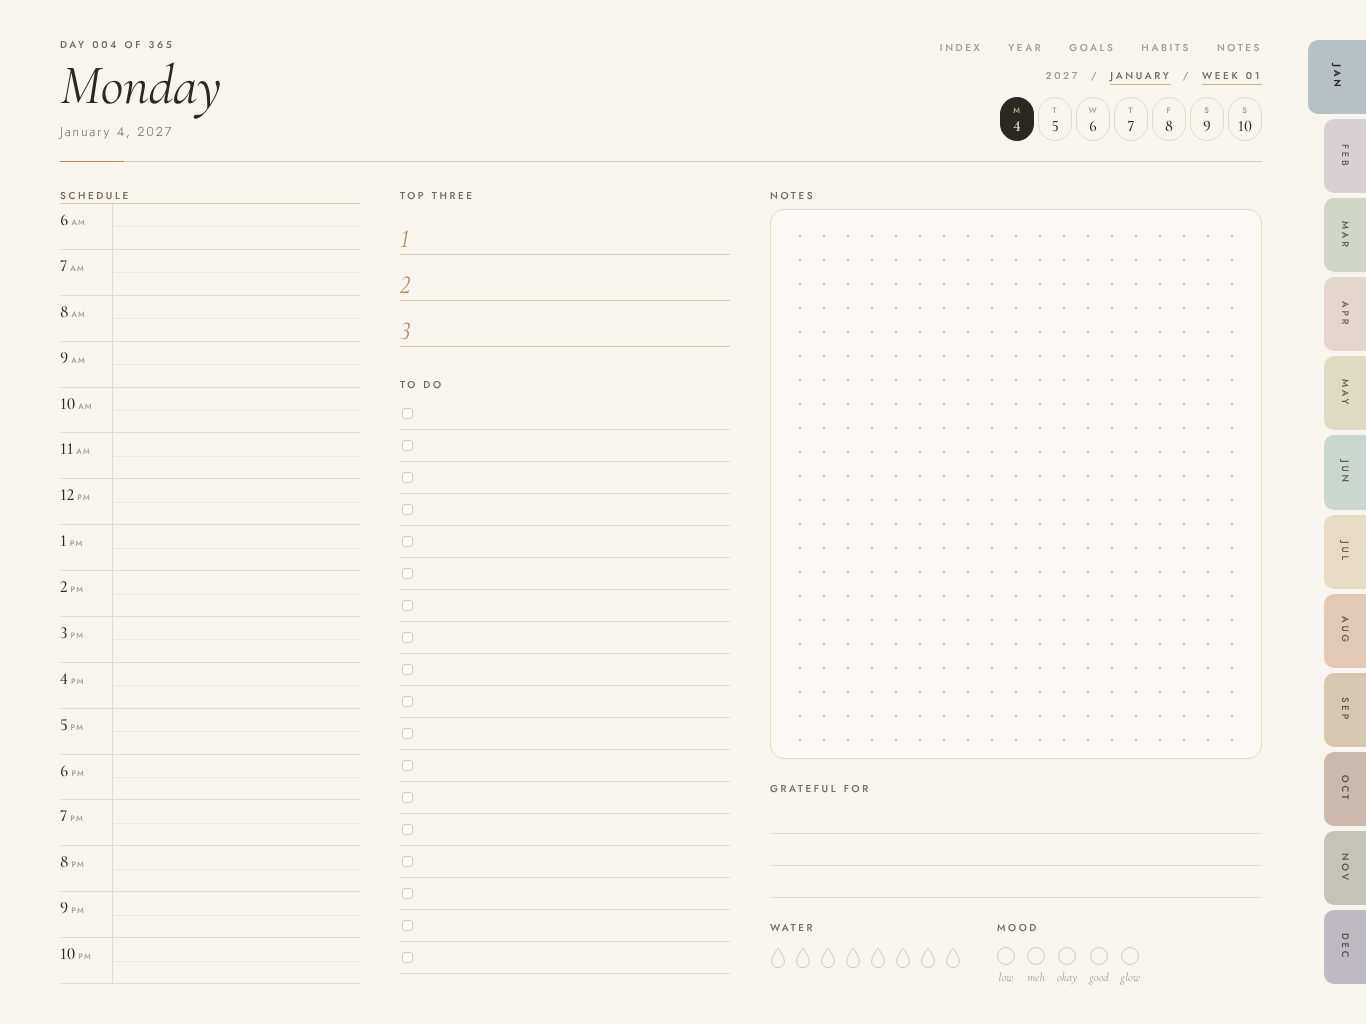 DAY 004 OF 365
Monday
January 4, 2027
INDEX YEAR GOALS HABITS NOTES
2027 / JANUARY / WEEK 01
M T W T F S S
4 5 6 7 8 9 10
SCHEDULE
6 AM
7 AM
8 AM
9 AM
10 AM
11 AM
12 PM
1 PM
2 PM
3 PM
4 PM
5 PM
6 PM
7 PM
8 PM
9 PM
10 PM
TOP THREE
1
2
3
TO DO
NOTES
GRATEFUL FOR
WATER
MOOD
low meh okay good glow
JAN
FEB
MAR
APR
MAY
JUN
JUL
AUG
SEP
OCT
NOV
DEC